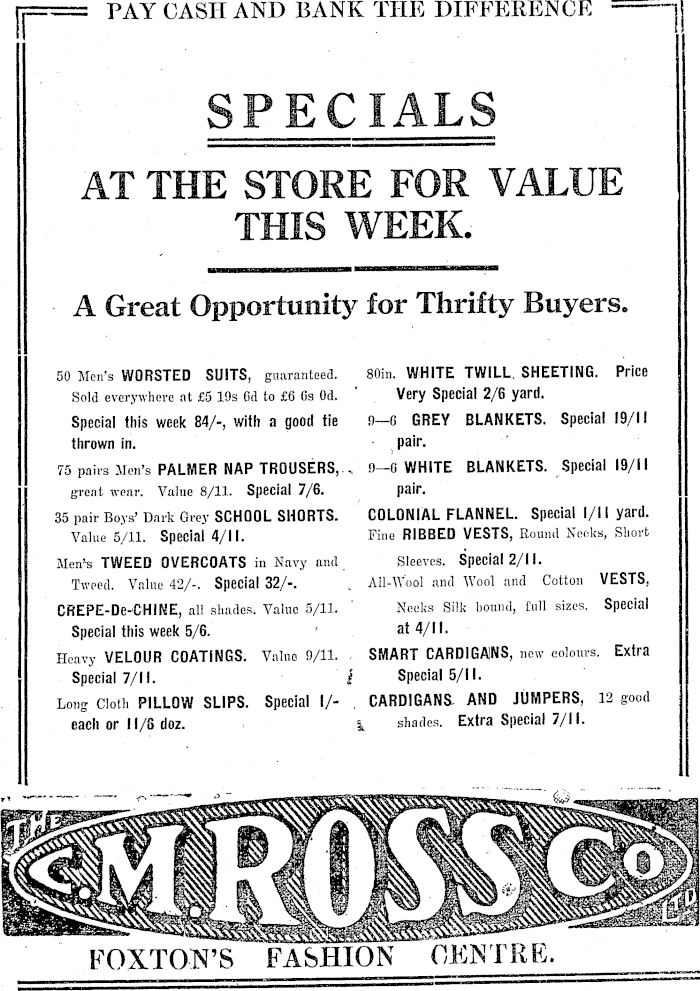 PAY CASH AND BANK THE DIFFERENCE
SPECIALS
AT THE STORE FOR VALUE
THIS WEEK.
A Great Opportunity for Thrifty Buyers.
50 Men's WORSTED SUITS, guaranteed.
Sold everywhere at £5 19s 6d to £6 6s 0d.
Special this week 84/-, with a good tie
thrown in.
75 pairs Men's PALMER NAP TROUSERS,
great wear. Value 8/11. Special 7/6.
35 pair Boys' Dark Grey SCHOOL SHORTS.
Value 5/11. Special 4/11.
Men's TWEED OVERCOATS in Navy and
Tweed. Value 42/-. Special 32/-.
CREPE-De-CHINE, all shades. Value 5/11.
Special this week 5/6.
Heavy VELOUR COATINGS. Value 9/11.
Special 7/11.
Long Cloth PILLOW SLIPS. Special 1/-
each or 11/6 doz.
80in. WHITE TWILL SHEETING. Price
Very Special 2/6 yard.
9—6 GREY BLANKETS. Special 19/11
pair.
9—6 WHITE BLANKETS. Special 19/11
pair.
COLONIAL FLANNEL. Special 1/11 yard.
Fine RIBBED VESTS, Round Necks, Short
Sleeves. Special 2/11.
All-Wool and Wool and Cotton VESTS,
Necks Silk bound, full sizes. Special
at 4/11.
SMART CARDIGANS, new colours. Extra
Special 5/11.
CARDIGANS AND JUMPERS, 12 good
shades. Extra Special 7/11.
THE
C.M. ROSS Co
LTD
FOXTON'S FASHION CENTRE.